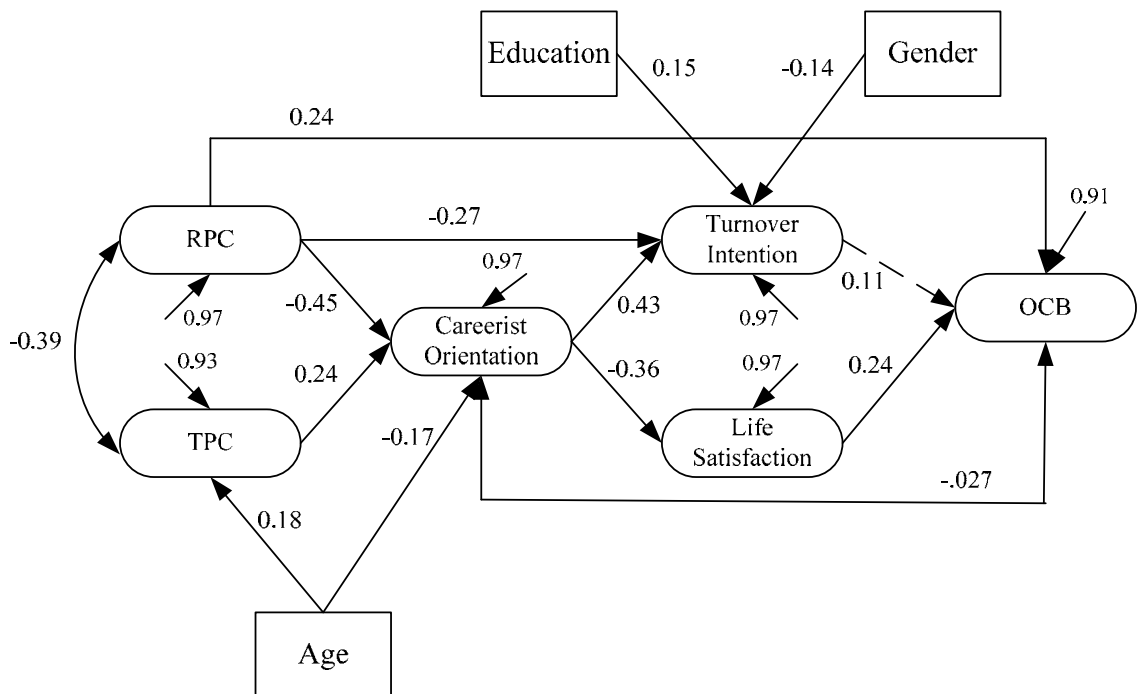 Education
Gender
0.15
-0.14
0.24
0.91
RPC
-0.27
Turnover
Intention
0.97
0.11
-0.45
0.43
OCB
0.97
Careerist
Orientation
0.97
-0.39
0.93
0.24
-0.36
0.97
0.24
TPC
Life
Satisfaction
-0.17
-.027
0.18
Age